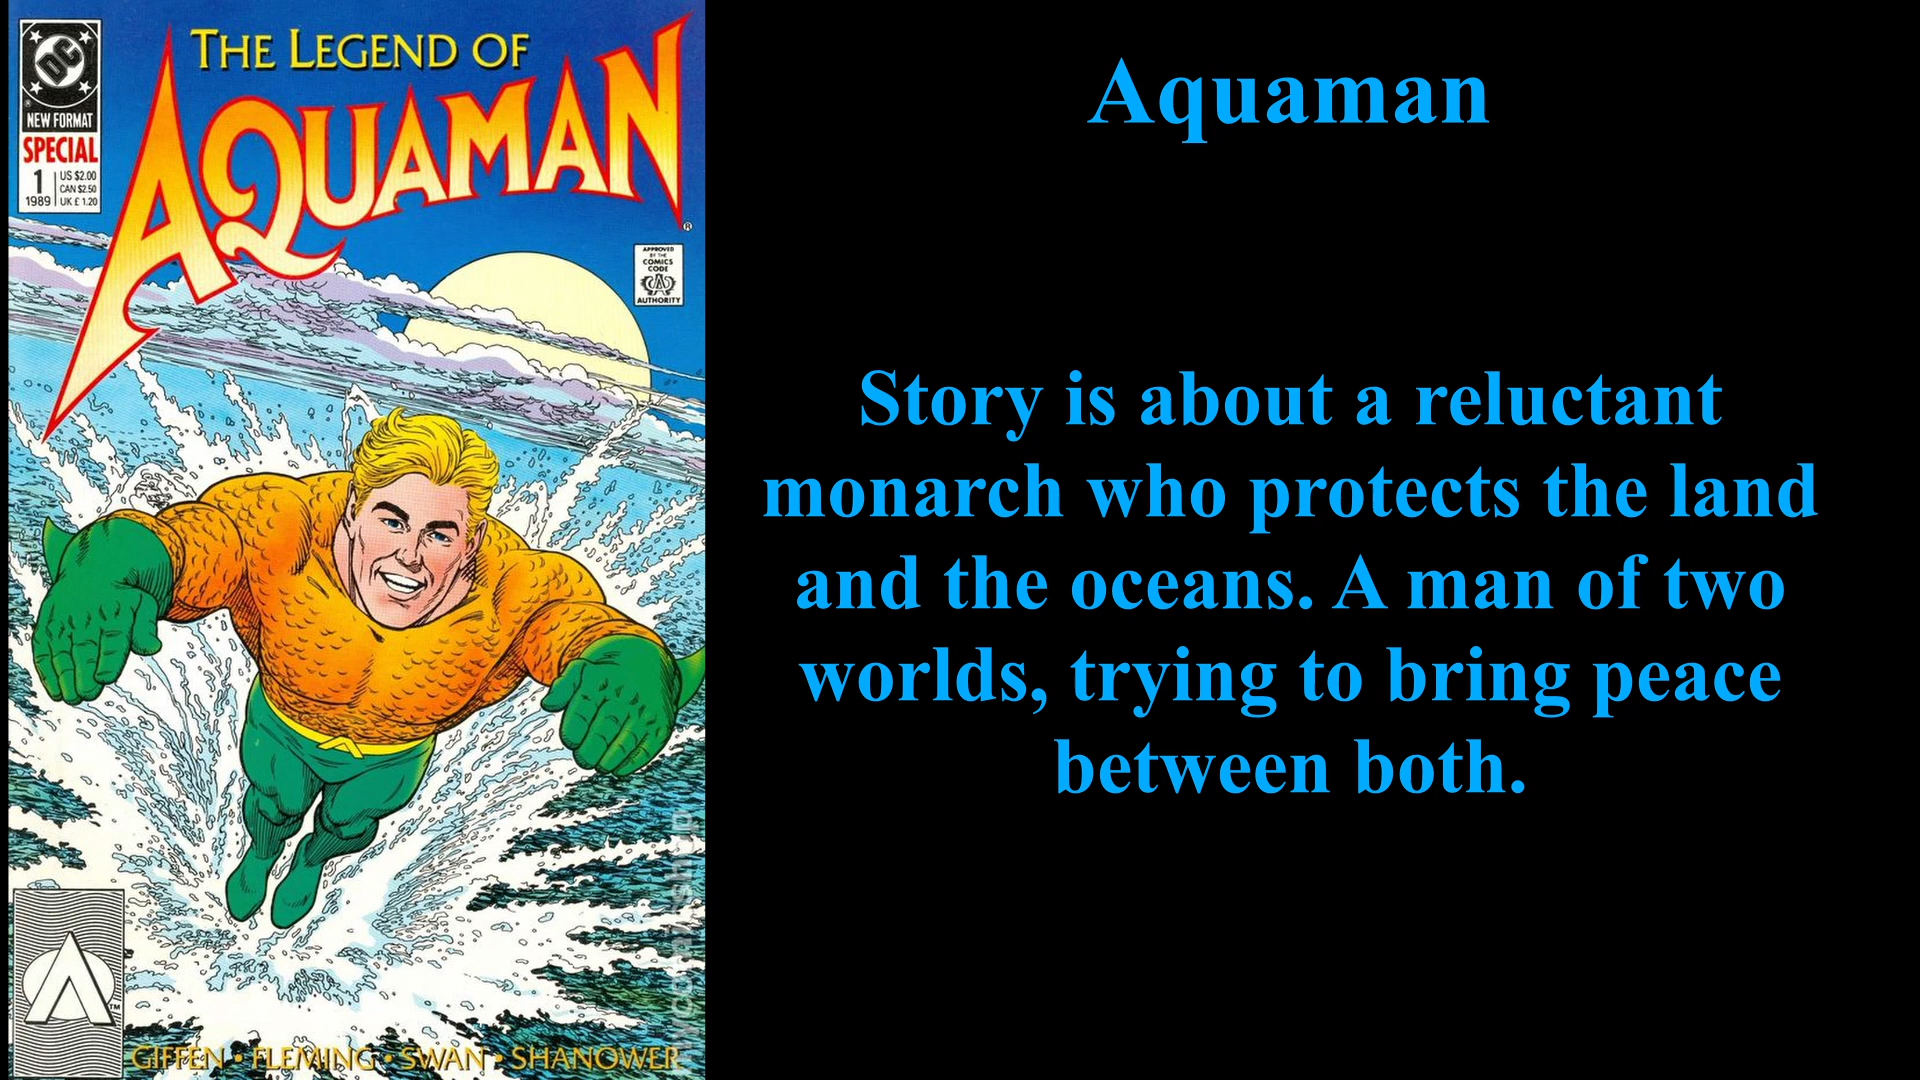 THE LEGEND OF
AQUAMAN
DC
NEW FORMAT
SPECIAL
1
1989
US $2.00
CAN $2.50
UK £ 1.20
®
APPROVED
BY THE
COMICS
CODE
AUTHORITY
TM
GIFFEN • FLEMING • SWAN • SHANOWER
Aquaman
Story is about a reluctant
monarch who protects the land
and the oceans. A man of two
worlds, trying to bring peace
between both.